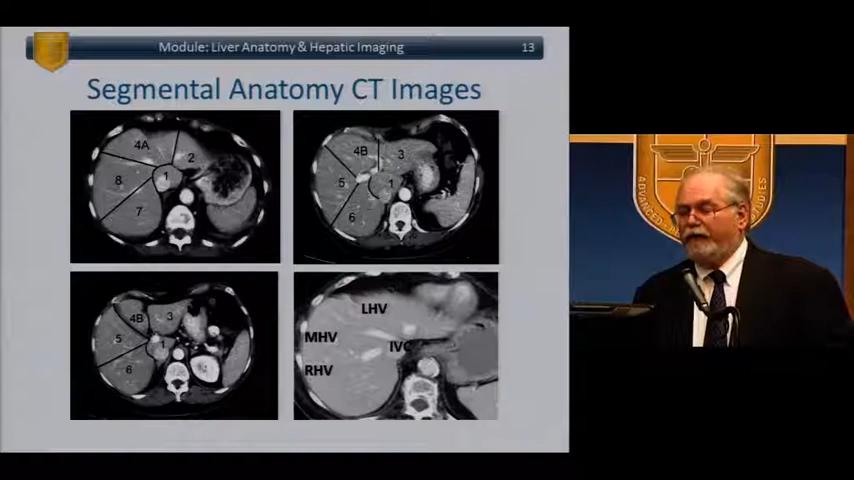 Module: Liver Anatomy & Hepatic Imaging 13
Segmental Anatomy CT Images
4A
2
8
1
7
4B
3
5
1
6
4B
3
5
1
6
LHV
MHV
IVC
RHV
ADVANCED